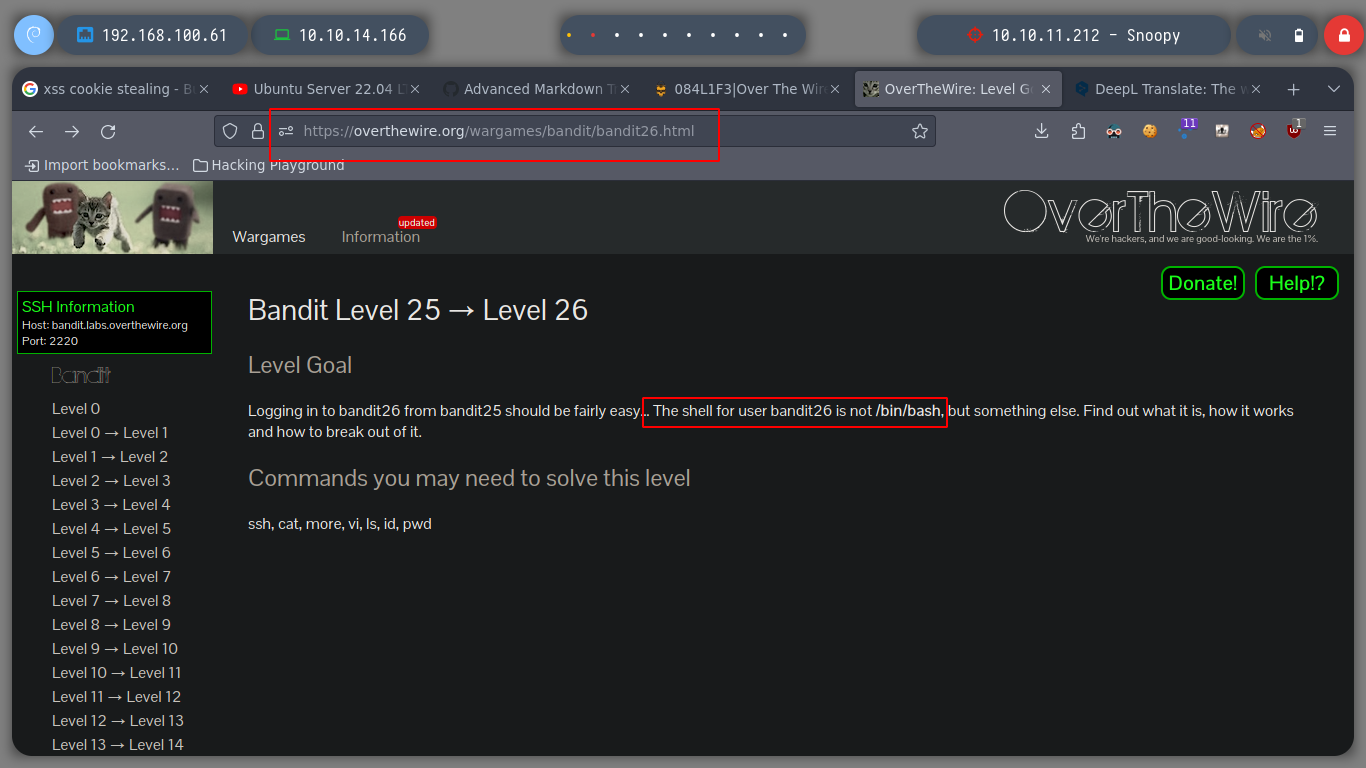 192.168.100.61
10.10.14.166
10.10.11.212 - Snoopy
xss cookie stealing - B
Ubuntu Server 22.04 LT
Advanced Markdown T
084L1F3|Over The Wire
OverTheWire: Level Go
DeepL Translate: The w
https://overthewire.org/wargames/bandit/bandit26.html
11
1
Import bookmarks...
Hacking Playground
Wargames
Information
updated
OverTheWire
We're hackers, and we are good-looking. We are the 1%.
Donate!
Help!?
SSH Information
Host: bandit.labs.overthewire.org
Port: 2220
Bandit
Level 0
Level 0 → Level 1
Level 1 → Level 2
Level 2 → Level 3
Level 3 → Level 4
Level 4 → Level 5
Level 5 → Level 6
Level 6 → Level 7
Level 7 → Level 8
Level 8 → Level 9
Level 9 → Level 10
Level 10 → Level 11
Level 11 → Level 12
Level 12 → Level 13
Level 13 → Level 14
Bandit Level 25 → Level 26
Level Goal
Logging in to bandit26 from bandit25 should be fairly easy... The shell for user bandit26 is not /bin/bash, but something else. Find out what it is, how it works
and how to break out of it.
Commands you may need to solve this level
ssh, cat, more, vi, ls, id, pwd